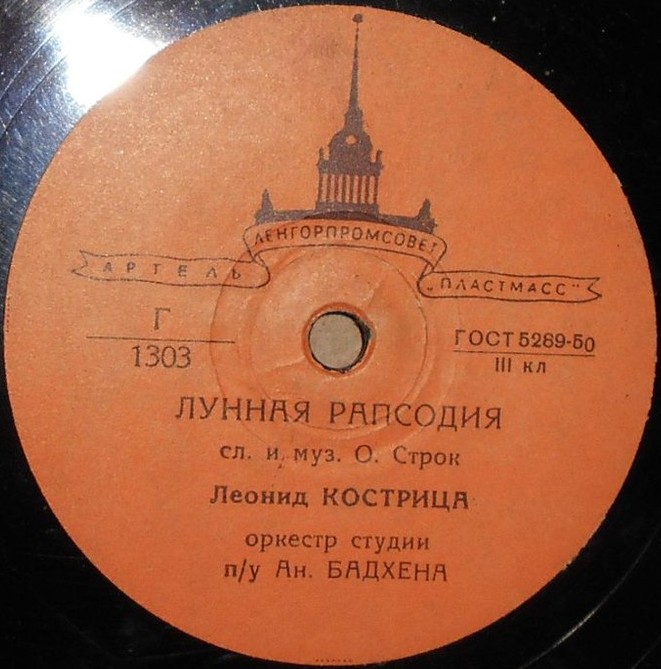 ЛЕНГОРПРОМСОВЕТ
АРТЕЛЬ
„ПЛАСТМАСС"
Г
1303
ГОСТ 5289-50
III кл
ЛУННАЯ РАПСОДИЯ
сл. и муз. О. Строк
Леонид КОСТРИЦА
оркестр студии
п/у Ан. БАДХЕНА